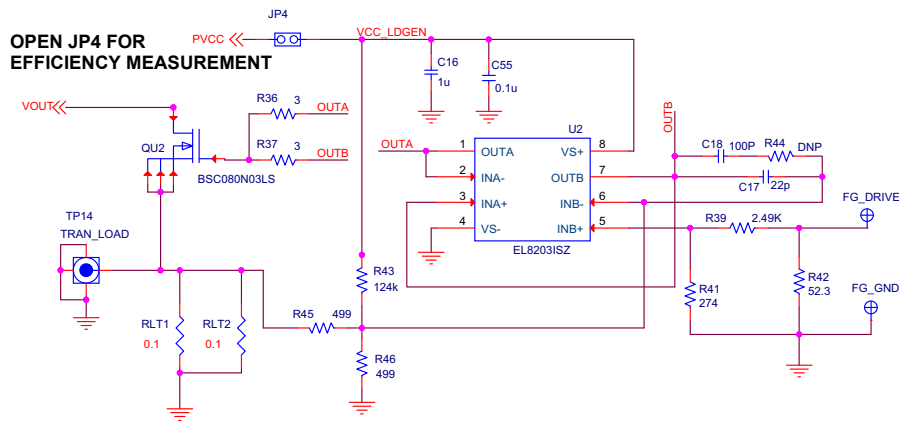 JP4
OPEN JP4 FOR
EFFICIENCY MEASUREMENT
PVCC
VCC_LDGEN
C16
1u
C55
0.1u
VOUT
R36
3
OUTA
R37
3
OUTB
QU2
BSC080N03LS
OUTA
U2
1
OUTA
VS+
8
2
INA-
OUTB
7
3
INA+
INB-
6
4
VS-
INB+
5
EL8203ISZ
OUTB
C18
100P
R44
DNP
C17
22p
FG_DRIVE
R39
2.49K
TP14
TRAN_LOAD
R43
124k
R41
274
R42
52.3
FG_GND
RLT1
0.1
RLT2
0.1
R45
499
R46
499